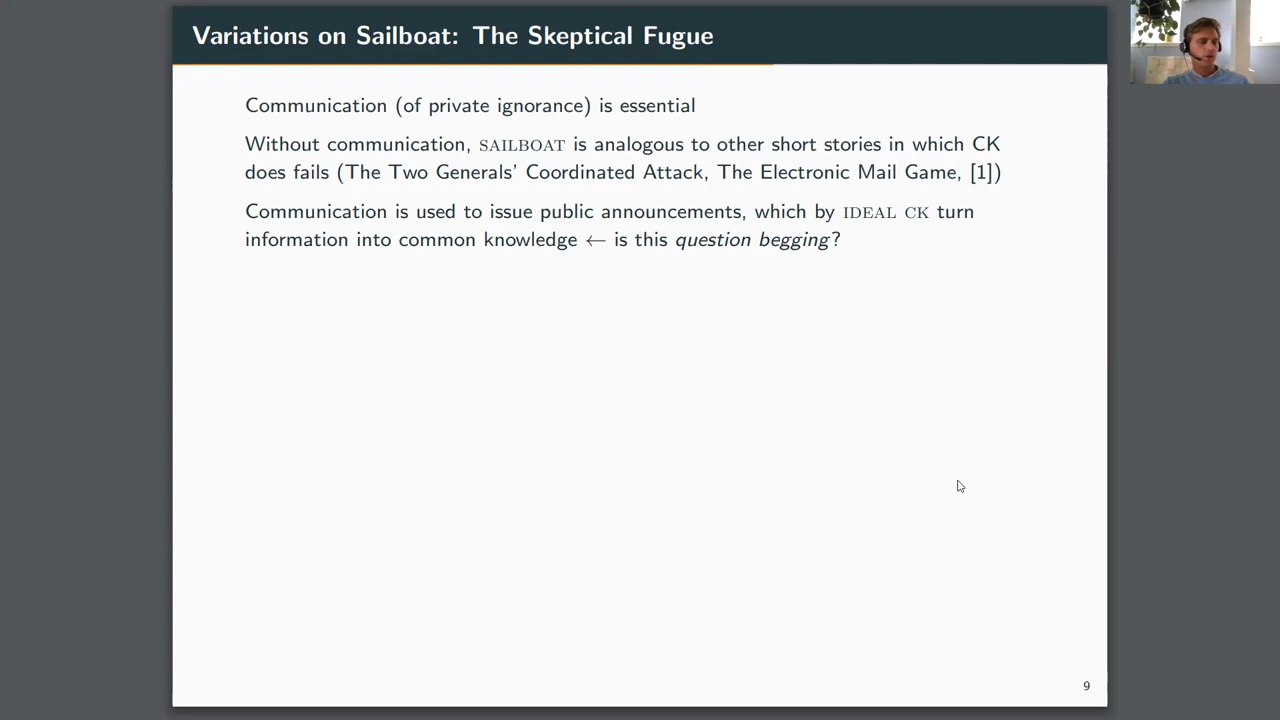 Variations on Sailboat: The Skeptical Fugue
Communication (of private ignorance) is essential
Without communication, SAILBOAT is analogous to other short stories in which CK
does fails (The Two Generals' Coordinated Attack, The Electronic Mail Game, [1])
Communication is used to issue public announcements, which by IDEAL CK turn
information into common knowledge ← is this question begging?
9